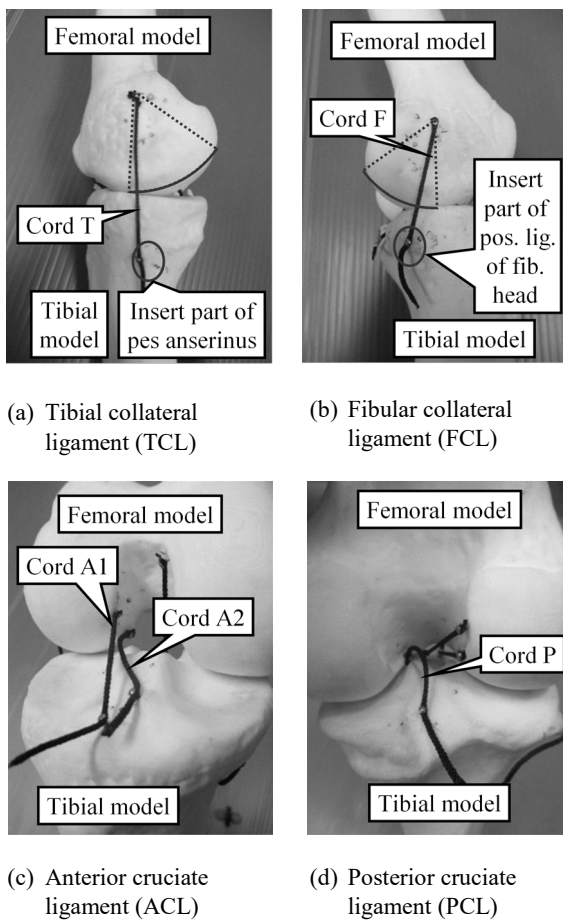 Femoral model
Cord T
Tibial
model
Insert part of
pes anserinus
(a) Tibial collateral
ligament (TCL)
Femoral model
Cord F
Insert
part of
pos. lig.
of fib.
head
Tibial model
(b) Fibular collateral
ligament (FCL)
Femoral model
Cord A1
Cord A2
Tibial model
(c) Anterior cruciate
ligament (ACL)
Femoral model
Cord P
Tibial model
(d) Posterior cruciate
ligament (PCL)